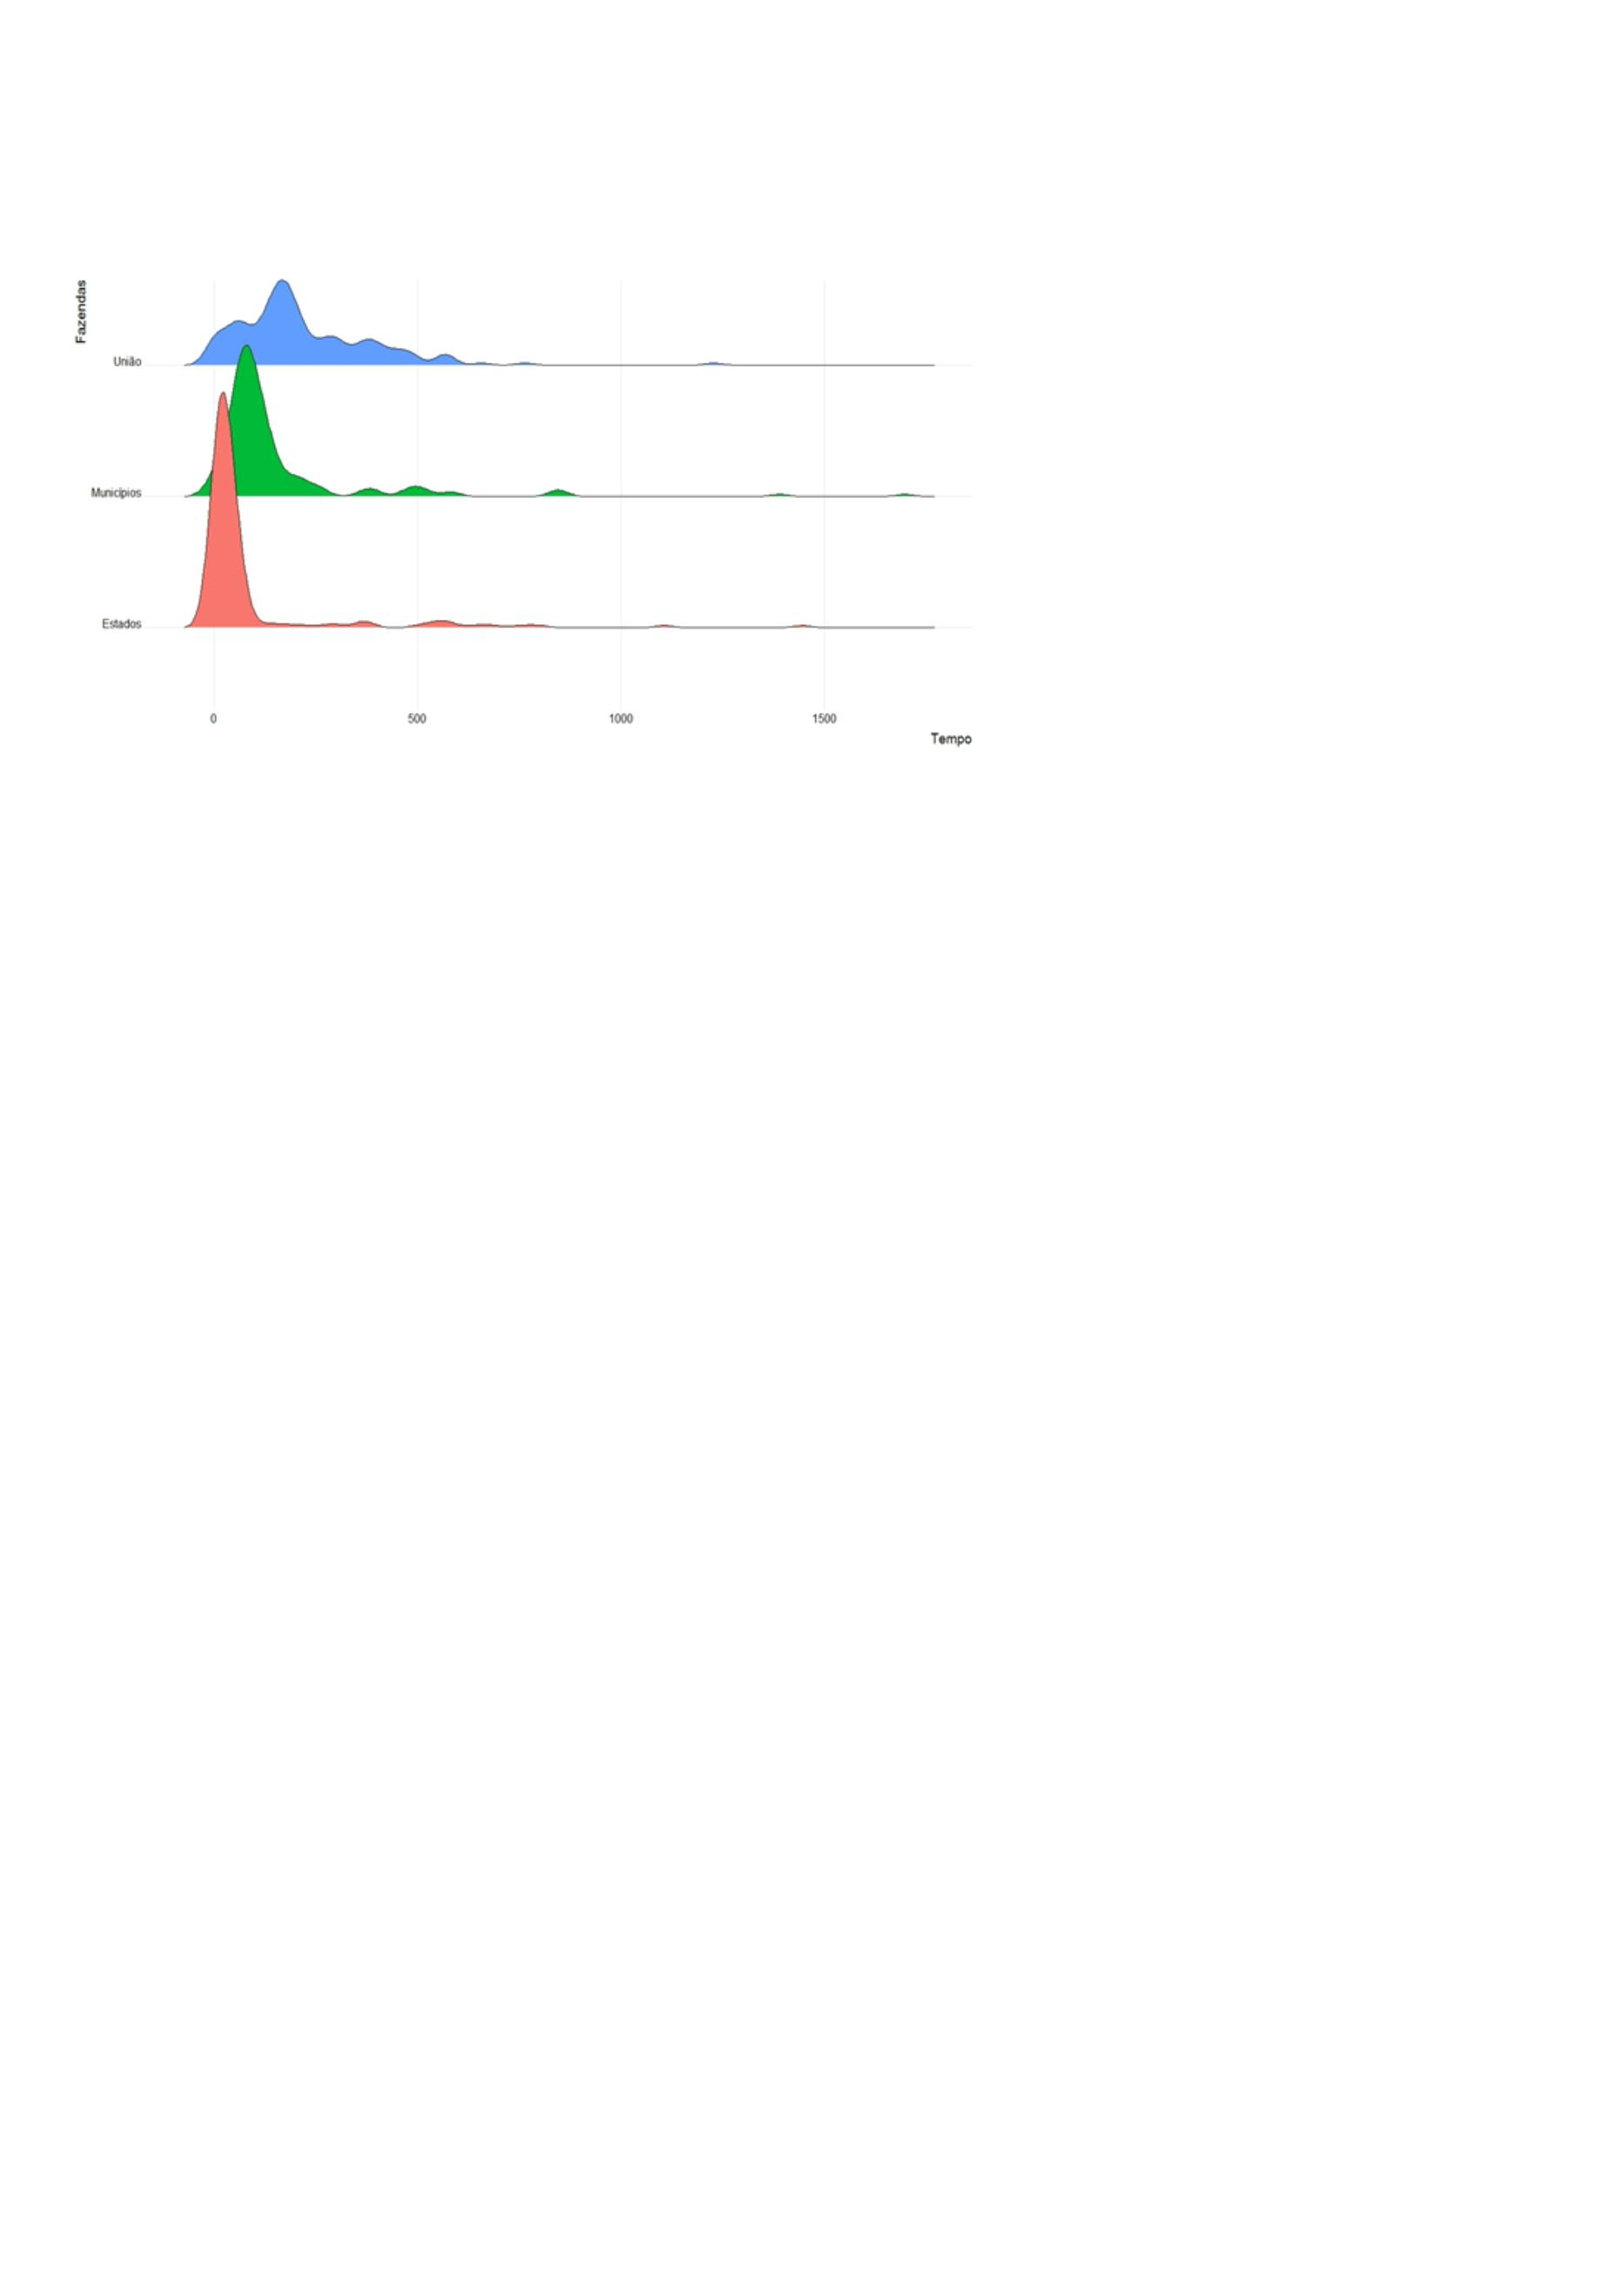 Fazendas
União
Municípios
Estados
0 500 1000 1500
Tempo